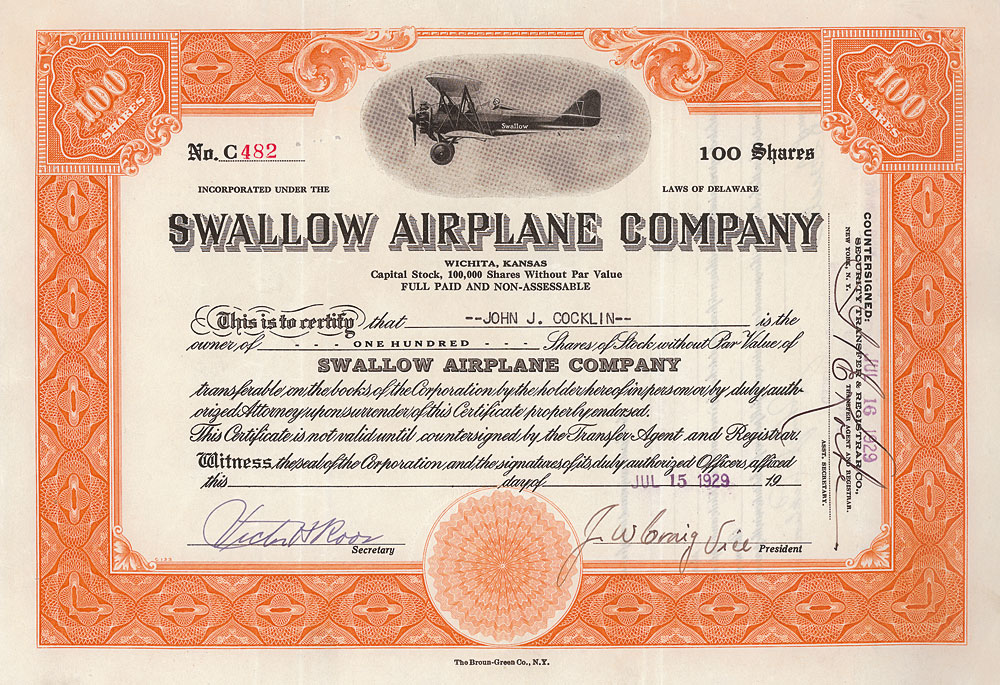 100
SHARES
100
SHARES
Swallow
No. C482
100 Shares
INCORPORATED UNDER THE
LAWS OF DELAWARE
SWALLOW AIRPLANE COMPANY
WICHITA, KANSAS
Capital Stock, 100,000 Shares Without Par Value
FULL PAID AND NON-ASSESSABLE
This is to certify that --JOHN J. COCKLIN-- is the
owner of - - - ONE HUNDRED - - - Shares of Stock without Par Value of
SWALLOW AIRPLANE COMPANY
transferable on the books of the Corporation by the holder hereof in person or by duly auth-
orized Attorney upon surrender of this Certificate properly endorsed.
This Certificate is not valid until countersigned by the Transfer Agent and Registrar.
Witness, the seal of the Corporation, and the signatures of its duly authorized Officers, affixed
this day of JUL 15 1929 19
Victor H Roos
Secretary
J. W. Craig Vice President
COUNTERSIGNED:
SECURITY TRANSFER & REGISTRAR CO.,
NEW YORK, N. Y. TRANSFER AGENT AND REGISTRAR.
JUL 16 1929
ASST. SECRETARY.
The Broun-Green Co., N.Y.